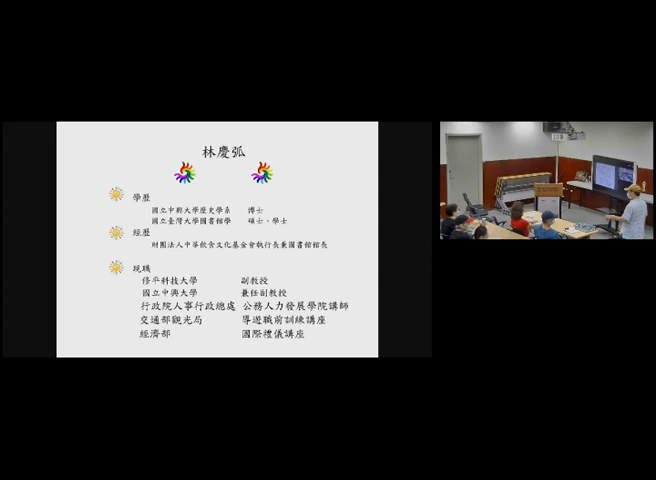 林慶弧
學歷
國立中興大學歷史學系 博士
國立臺灣大學圖書館學 碩士、學士
經歷
財團法人中華飲食文化基金會執行長兼圖書館館長
現職
修平科技大學 副教授
國立中興大學 兼任副教授
行政院人事行政總處 公務人力發展學院講師
交通部觀光局 導遊職前訓練講座
經濟部 國際禮儀講座